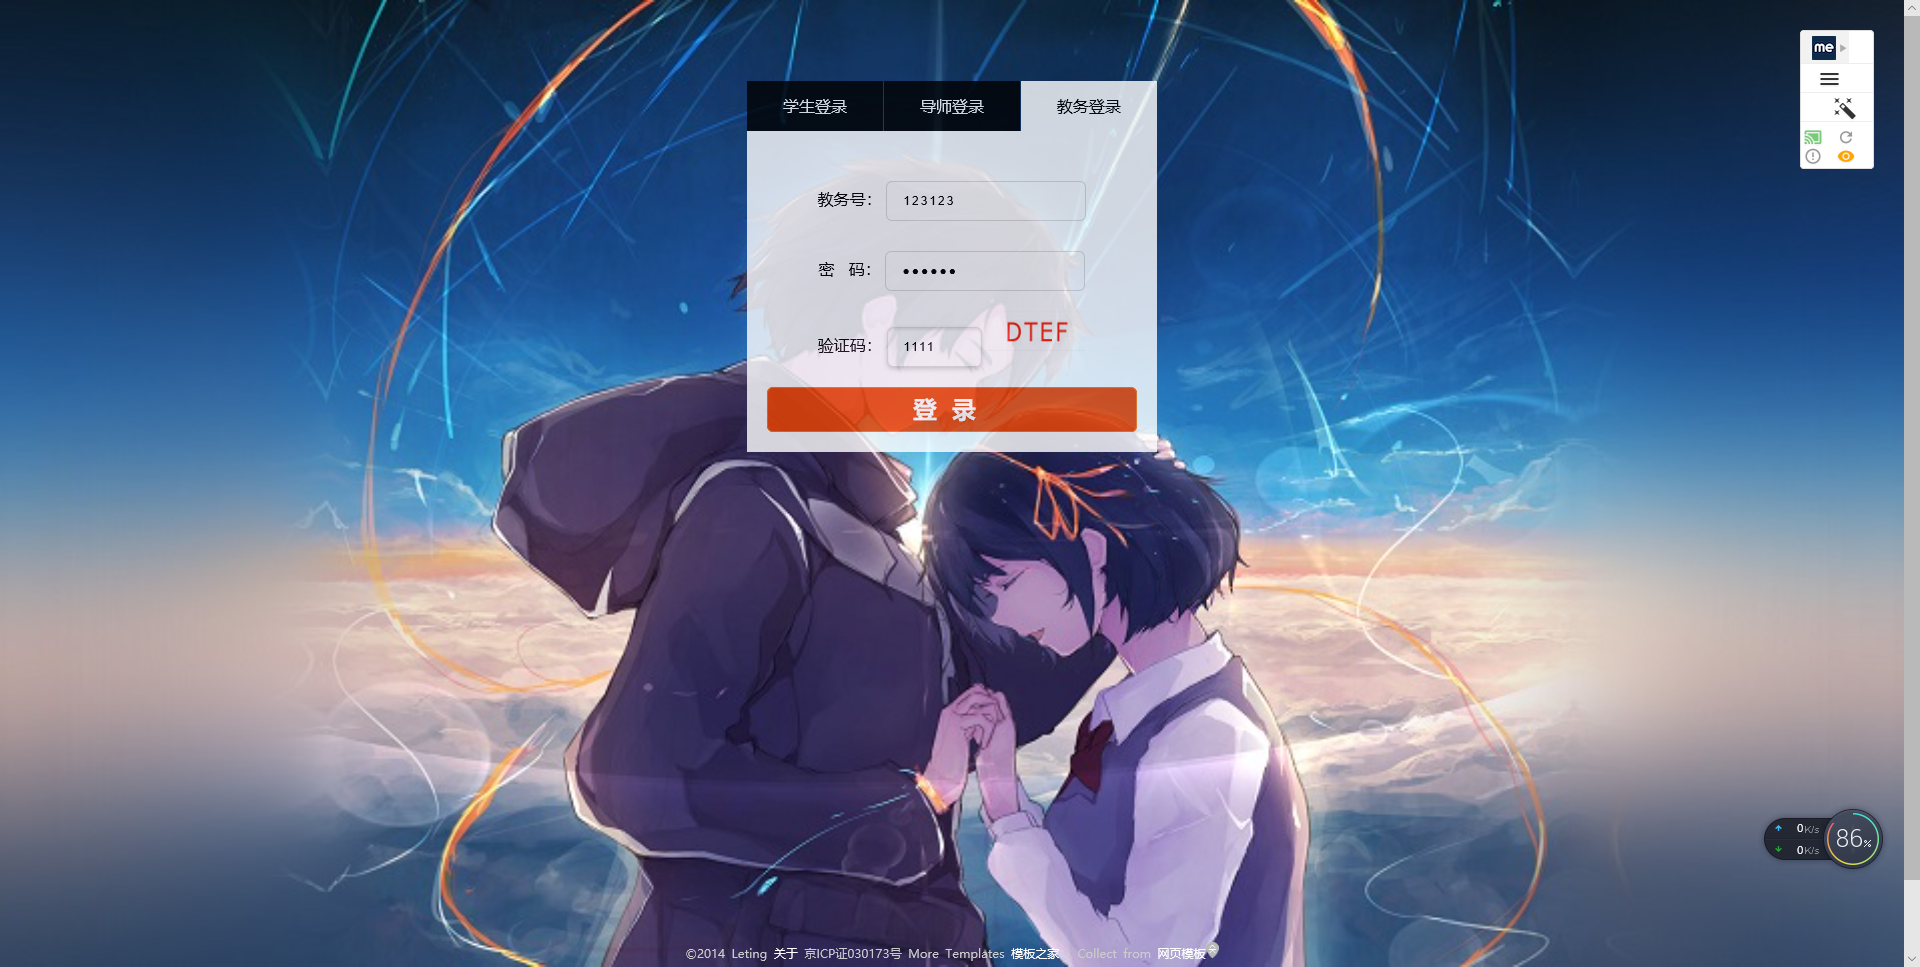 me
学生登录 导师登录 教务登录
教务号: 123123
密 码: ••••••
验证码: 1111 DTEF
登 录
0K/s
0K/s
86%
©2014 Leting 关于 京ICP证030173号 More Templates 模板之家 Collect from 网页模板